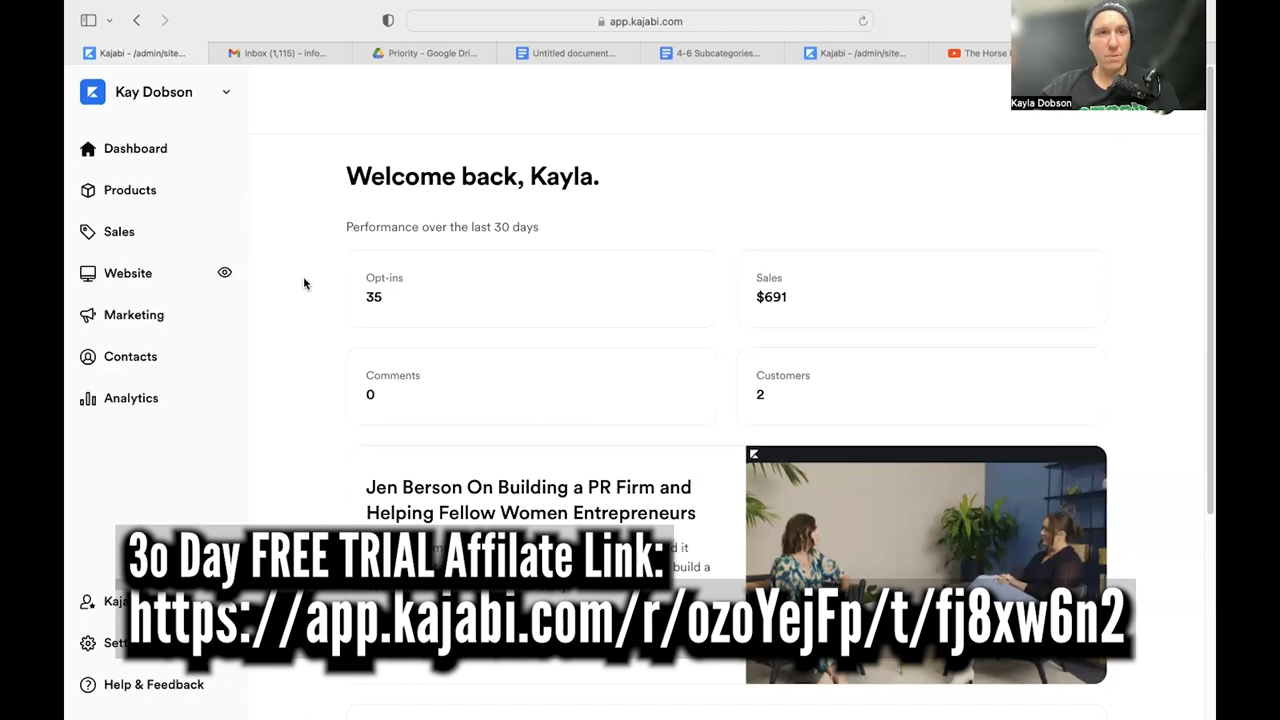 app.kajabi.com
Kajabi - /admin/site...
Inbox (1,115) - info...
Priority - Google Dri...
Untitled document...
4-6 Subcategories...
Kajabi - /admin/site...
The Horse
Kayla Dobson
Kay Dobson
Dashboard
Products
Sales
Website
Marketing
Contacts
Analytics
Help & Feedback
Welcome back, Kayla.
Performance over the last 30 days
Opt-ins
35
Sales
$691
Comments
0
Customers
2
Jen Berson On Building a PR Firm and
Helping Fellow Women Entrepreneurs
d it
build a
3o Day FREE TRIAL Affilate Link:
https://app.kajabi.com/r/ozoYejFp/t/fj8xw6n2